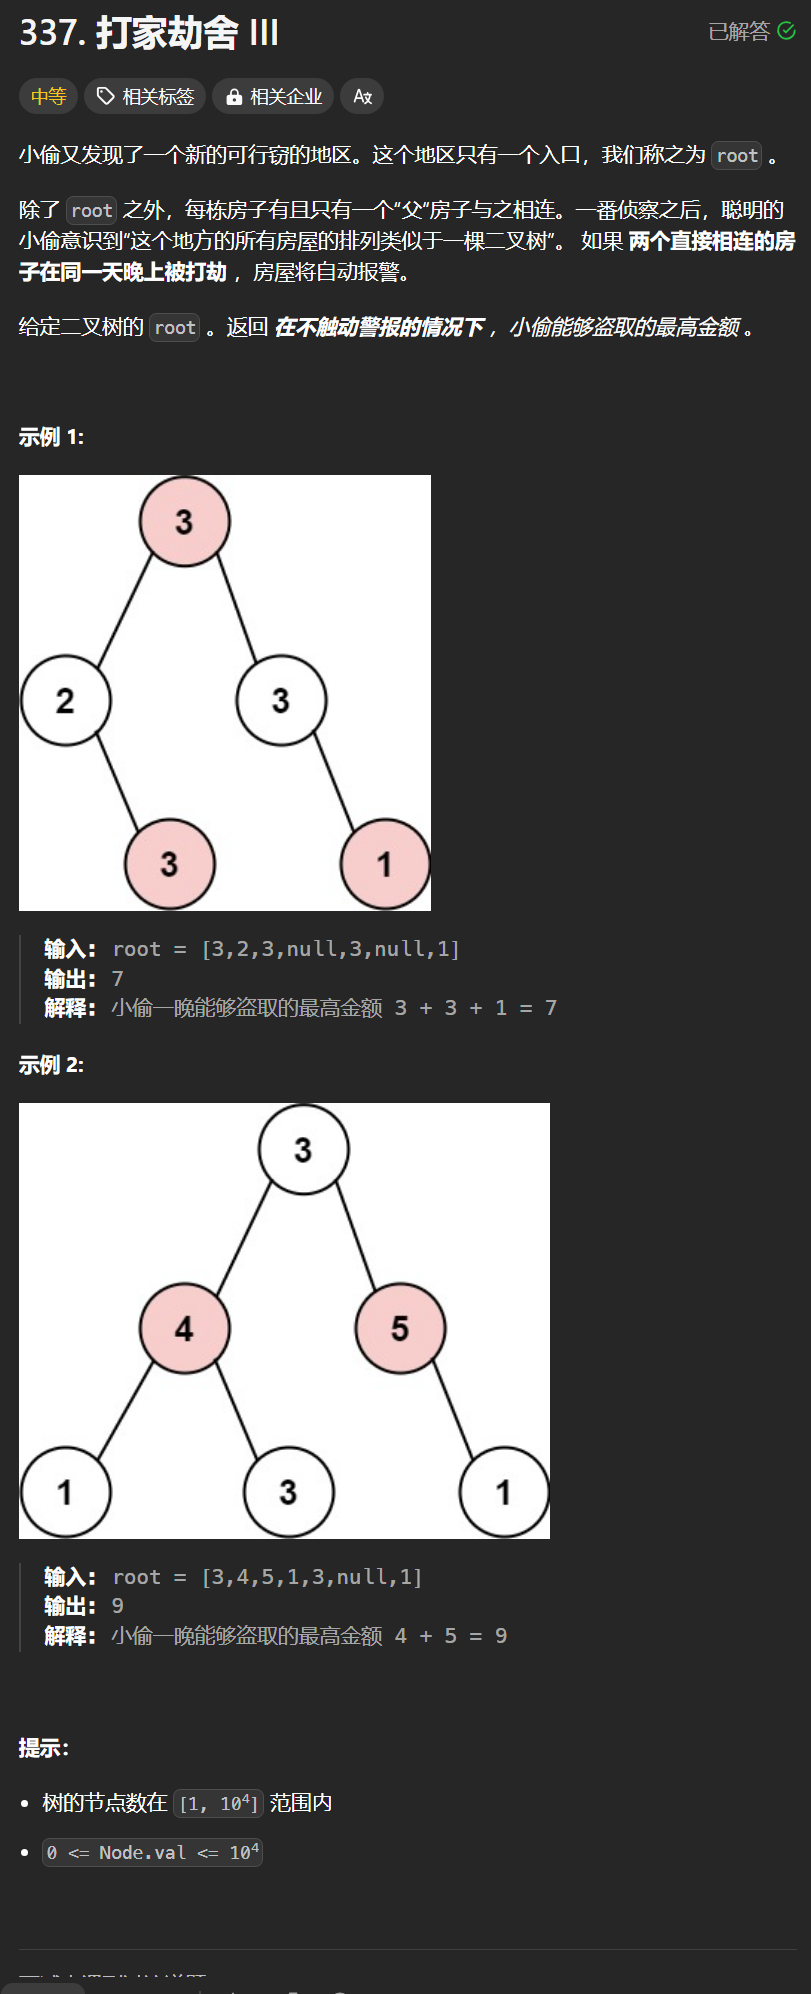 337. 打家劫舍 III
已解答
中等
相关标签
相关企业
小偷又发现了一个新的可行窃的地区。这个地区只有一个入口，我们称之为 root 。
除了 root 之外，每栋房子有且只有一个“父“房子与之相连。一番侦察之后，聪明的
小偷意识到“这个地方的所有房屋的排列类似于一棵二叉树”。 如果 两个直接相连的房
子在同一天晚上被打劫 ，房屋将自动报警。
给定二叉树的 root 。返回 在不触动警报的情况下 ，小偷能够盗取的最高金额 。
示例 1:
3
2 3
3 1
输入: root = [3,2,3,null,3,null,1]
输出: 7
解释: 小偷一晚能够盗取的最高金额 3 + 3 + 1 = 7
示例 2:
3
4 5
1 3 1
输入: root = [3,4,5,1,3,null,1]
输出: 9
解释: 小偷一晚能够盗取的最高金额 4 + 5 = 9
提示：
树的节点数在 [1, 10⁴] 范围内
0 <= Node.val <= 10⁴